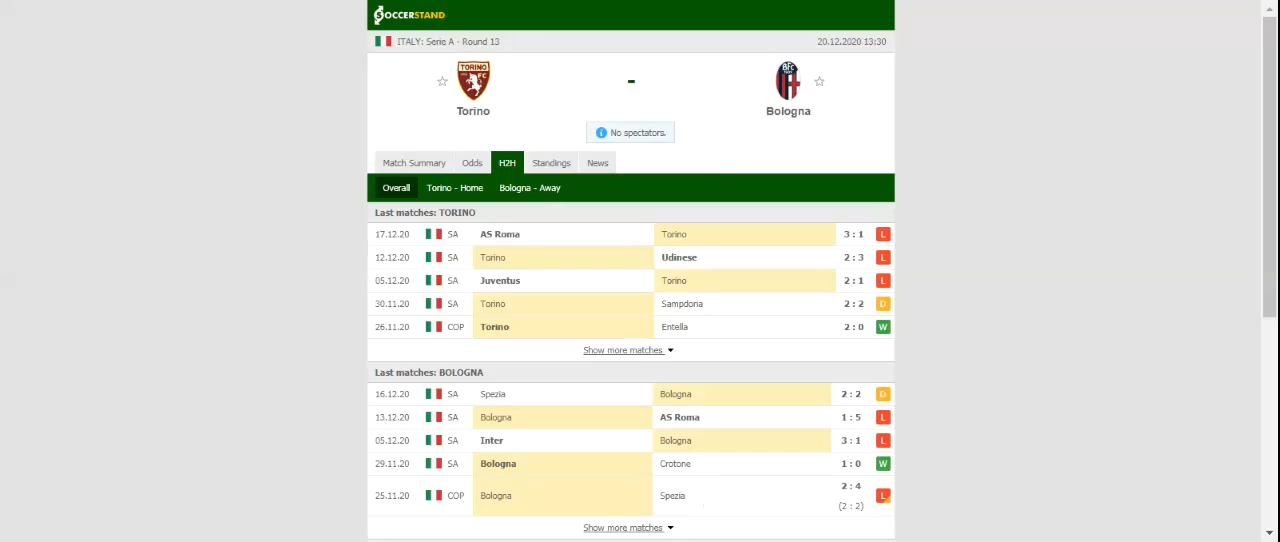 SOCCERSTAND
ITALY: Serie A - Round 13 20.12.2020 13:30
TORINO FC BFC
-
Torino Bologna
i No spectators.
Match Summary Odds H2H Standings News
Overall Torino - Home Bologna - Away
Last matches: TORINO
17.12.20 SA AS Roma Torino 3 : 1 L
12.12.20 SA Torino Udinese 2 : 3 L
05.12.20 SA Juventus Torino 2 : 1 L
30.11.20 SA Torino Sampdoria 2 : 2 D
26.11.20 COP Torino Entella 2 : 0 W
Show more matches
Last matches: BOLOGNA
16.12.20 SA Spezia Bologna 2 : 2 D
13.12.20 SA Bologna AS Roma 1 : 5 L
05.12.20 SA Inter Bologna 3 : 1 L
29.11.20 SA Bologna Crotone 1 : 0 W
25.11.20 COP Bologna Spezia 2 : 4 (2 : 2) L
Show more matches